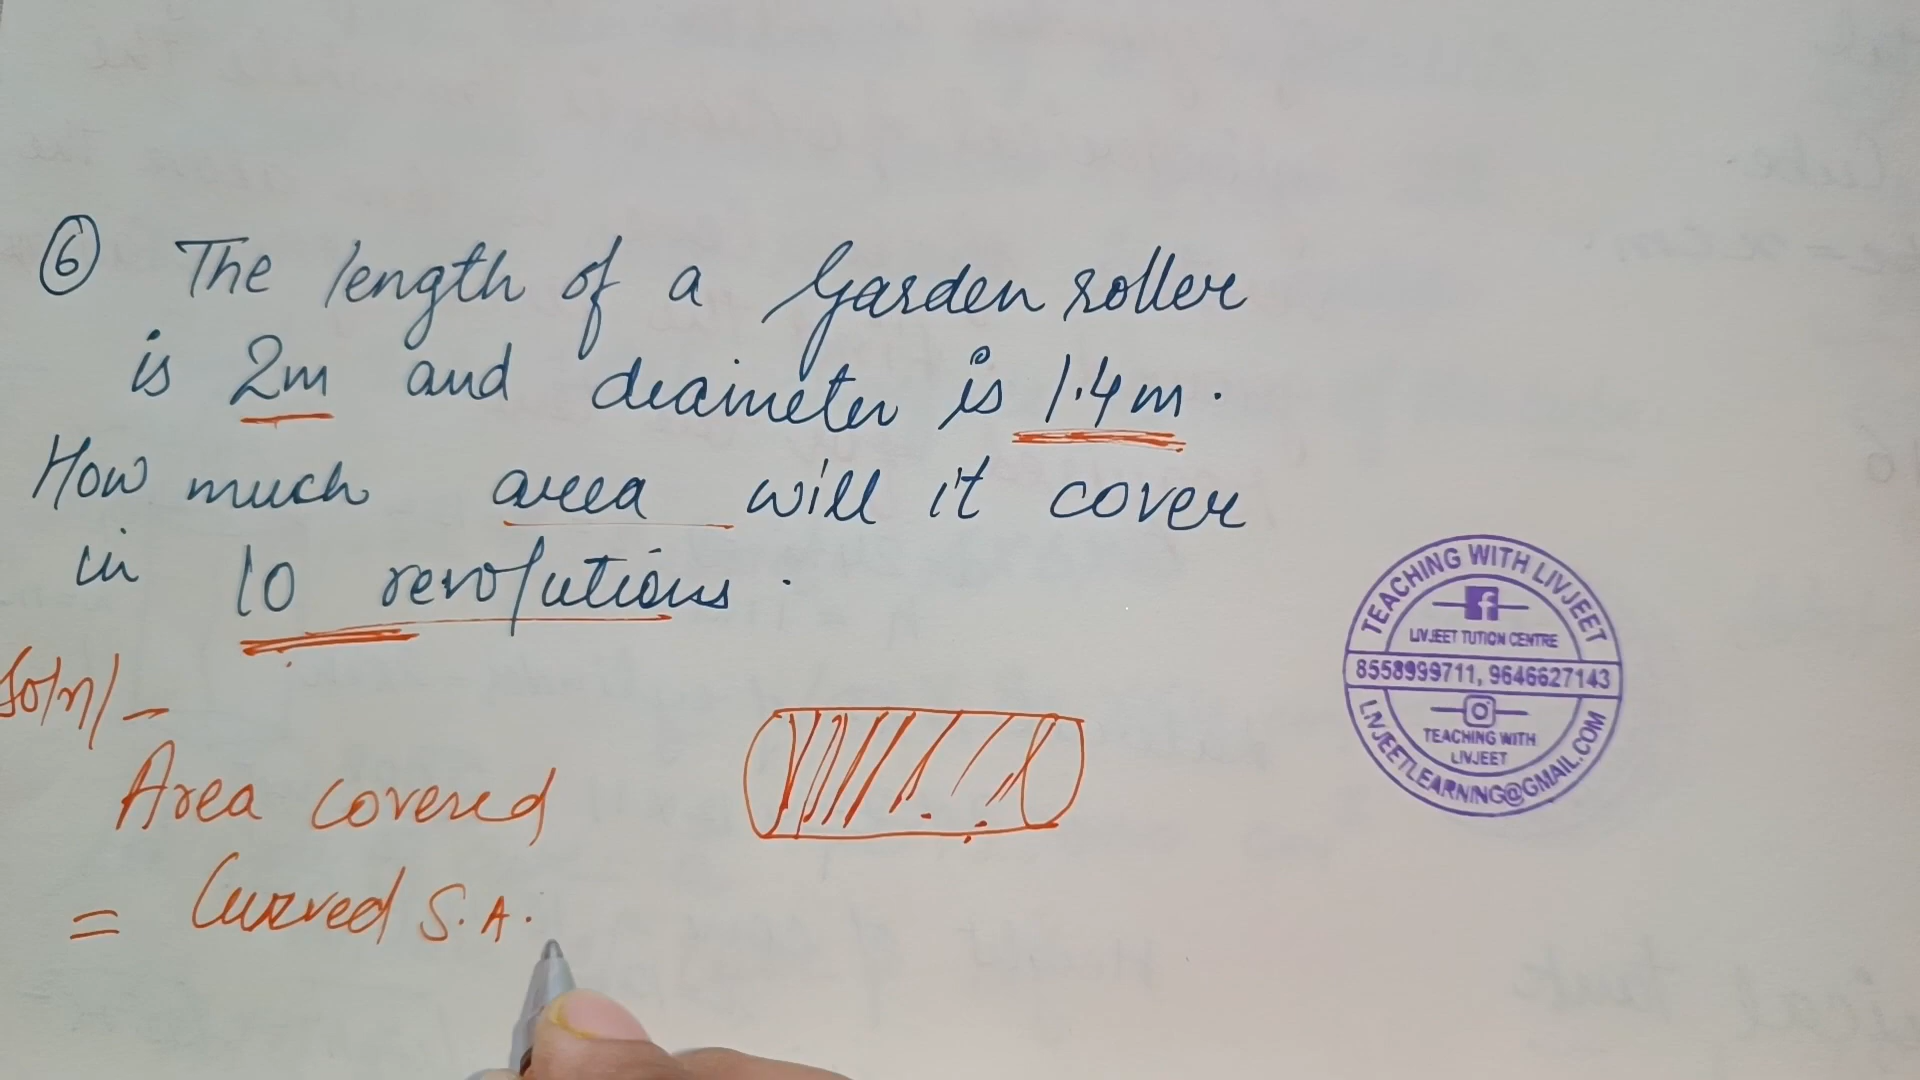 6 The length of a Garden roller
is 2m and diameter is 1.4m.
How much area will it cover
in 10 revolutions.
Soln/-
Area covered
= Curved S.A.
TEACHING WITH LIVJEET
LIVJEET TUTION CENTRE
8558999711, 9646627143
TEACHING WITH
LIVJEET
LIVJEETLEARNING@GMAIL.COM